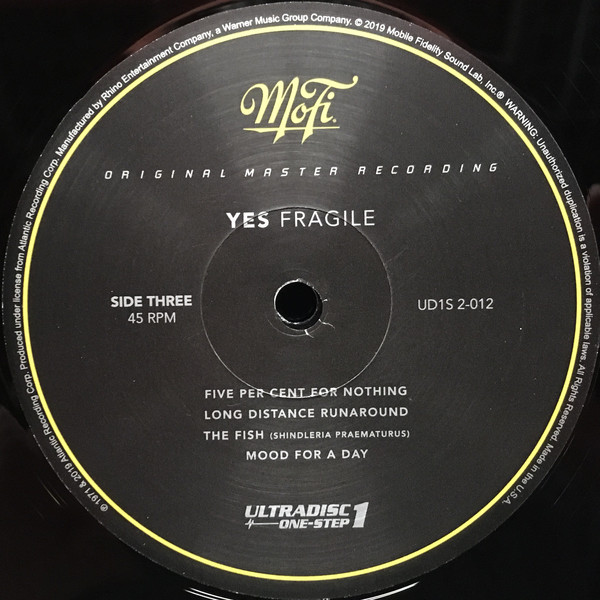 ℗ 1971 & 2019 Atlantic Recording Corp. Produced under license from Atlantic Recording Corp. Manufactured by Rhino Entertainment Company, a Warner Music Group Company. © 2019 Mobile Fidelity Sound Lab, Inc.® WARNING: Unauthorized duplication is a violation of applicable laws. All Rights Reserved. Made in the U.S.A.
MoFi.
ORIGINAL MASTER RECORDING
YES FRAGILE
SIDE THREE
45 RPM
UD1S 2-012
FIVE PER CENT FOR NOTHING
LONG DISTANCE RUNAROUND
THE FISH (SHINDLERIA PRAEMATURUS)
MOOD FOR A DAY
ULTRADISC
ONE-STEP 1